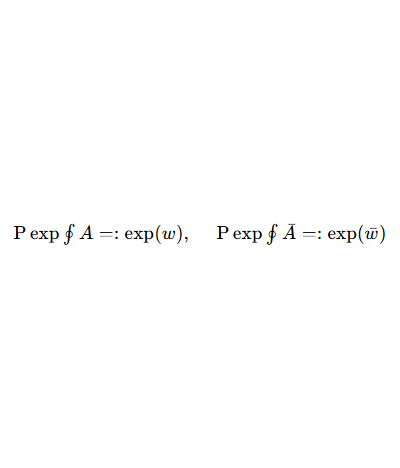 P exp ∮ A =: exp(w),  P exp ∮ Ā =: exp(w̄)